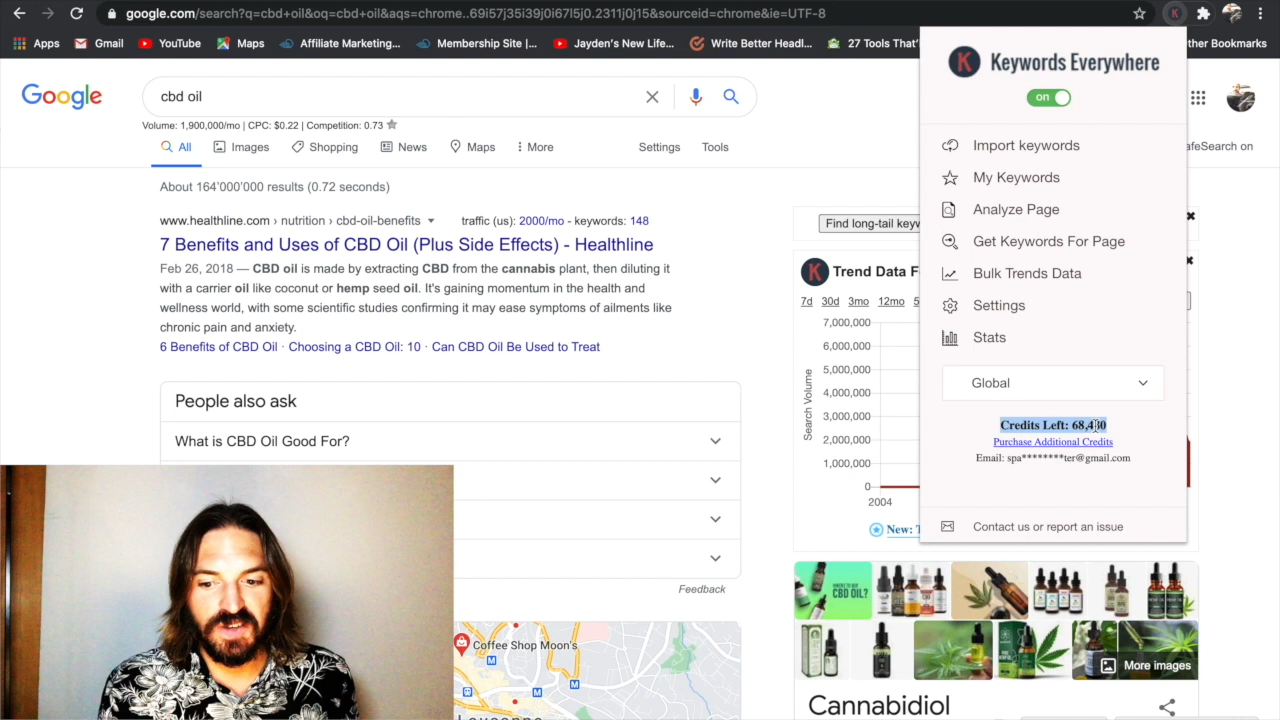 google.com/search?q=cbd+oil&oq=cbd+oil&aqs=chrome..69i57j35i39j0i67l5j0.2311j0j15&sourceid=chrome&ie=UTF-8
Apps Gmail YouTube Maps Affiliate Marketing... Membership Site |... Jayden's New Life... Write Better Headl... 27 Tools That' ther Bookmarks
Google
cbd oil
Volume: 1,900,000/mo | CPC: $0.22 | Competition: 0.73
All Images Shopping News Maps More Settings Tools
afeSearch on
About 164'000'000 results (0.72 seconds)
www.healthline.com › nutrition › cbd-oil-benefits
traffic (us): 2000/mo - keywords: 148
7 Benefits and Uses of CBD Oil (Plus Side Effects) - Healthline
Feb 26, 2018 — CBD oil is made by extracting CBD from the cannabis plant, then diluting it
with a carrier oil like coconut or hemp seed oil. It's gaining momentum in the health and
wellness world, with some scientific studies confirming it may ease symptoms of ailments like
chronic pain and anxiety.
6 Benefits of CBD Oil · Choosing a CBD Oil: 10 · Can CBD Oil Be Used to Treat
People also ask
What is CBD Oil Good For?
Feedback
Coffee Shop Moon's
M
M
M
Find long-tail keyw
K Trend Data F
7d 30d 3mo 12mo 5
Search Volume
7,000,000
6,000,000
5,000,000
4,000,000
3,000,000
2,000,000
1,000,000
0
2004
New: T
K Keywords Everywhere
on
Import keywords
My Keywords
Analyze Page
Get Keywords For Page
Bulk Trends Data
Settings
Stats
Global
Credits Left: 68,480
Purchase Additional Credits
Email: spa********ter@gmail.com
Contact us or report an issue
WHERE TO BUY
CBD OIL?
More images
Cannabidiol